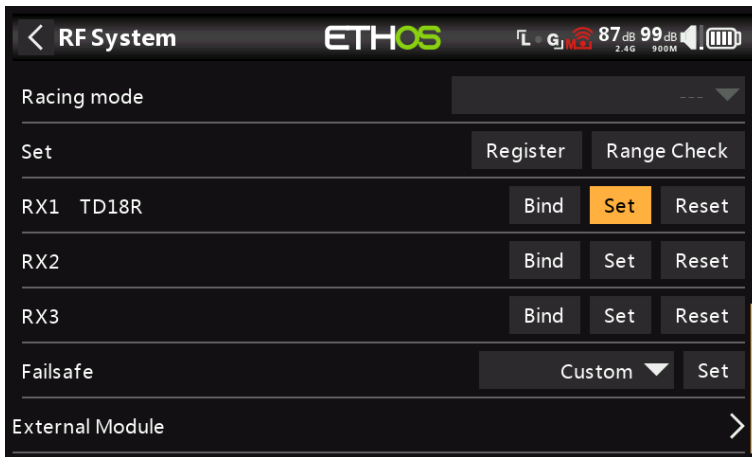 RF System ETHOS L G M 87dB 2.4G 99dB 900M
Racing mode ---
Set Register Range Check
RX1 TD18R Bind Set Reset
RX2 Bind Set Reset
RX3 Bind Set Reset
Failsafe Custom Set
External Module